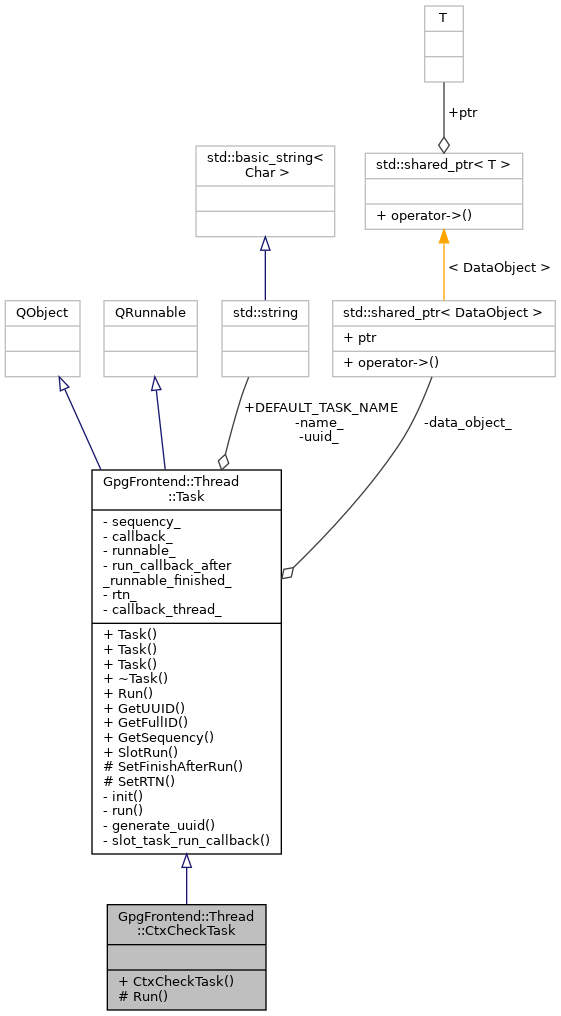 T
+ptr
std::basic_string<
Char >
std::shared_ptr< T >
+ operator->()
< DataObject >
QObject
QRunnable
std::string
std::shared_ptr< DataObject >
+ ptr
+ operator->()
+DEFAULT_TASK_NAME
-name_
-uuid_
-data_object_
GpgFrontend::Thread
::Task
- sequency_
- callback_
- runnable_
- run_callback_after
_runnable_finished_
- rtn_
- callback_thread_
+ Task()
+ Task()
+ Task()
+ ~Task()
+ Run()
+ GetUUID()
+ GetFullID()
+ GetSequency()
+ SlotRun()
# SetFinishAfterRun()
# SetRTN()
- init()
- run()
- generate_uuid()
- slot_task_run_callback()
GpgFrontend::Thread
::CtxCheckTask
+ CtxCheckTask()
# Run()